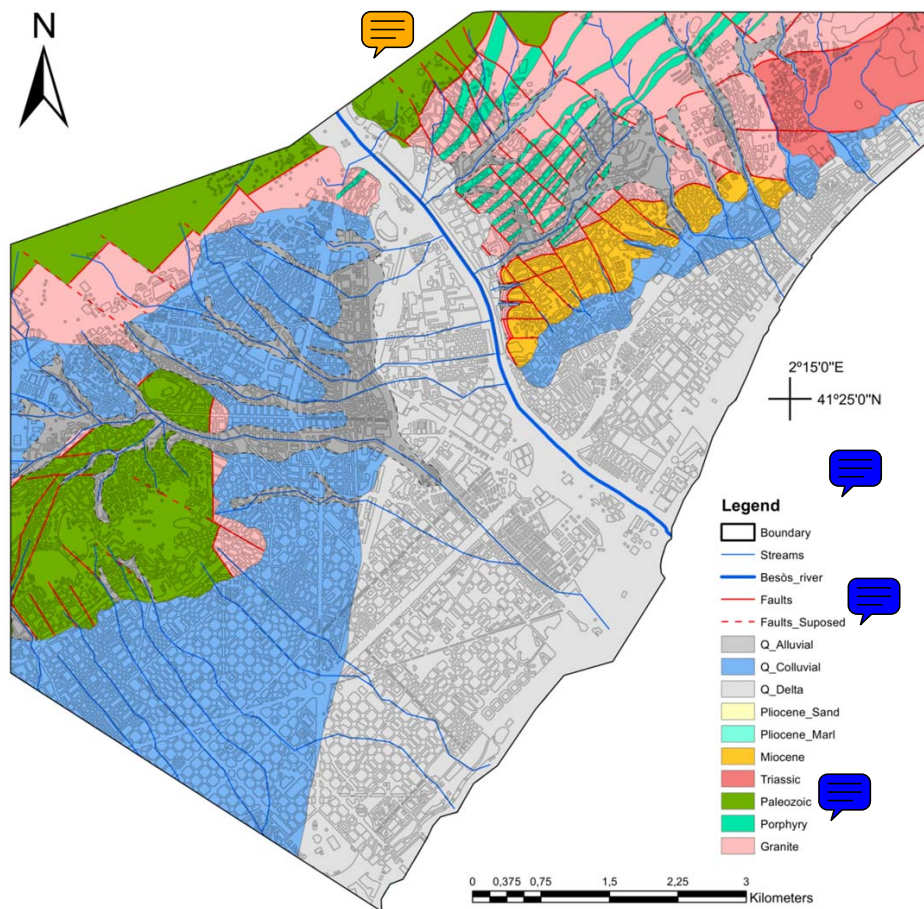 N
2º15'0"E
41º25'0"N
Legend
Boundary
Streams
Besòs_river
Faults
Faults_Suposed
Q_Alluvial
Q_Colluvial
Q_Delta
Pliocene_Sand
Pliocene_Marl
Miocene
Triassic
Paleozoic
Porphyry
Granite
0 0,375 0,75 1,5 2,25 3
Kilometers